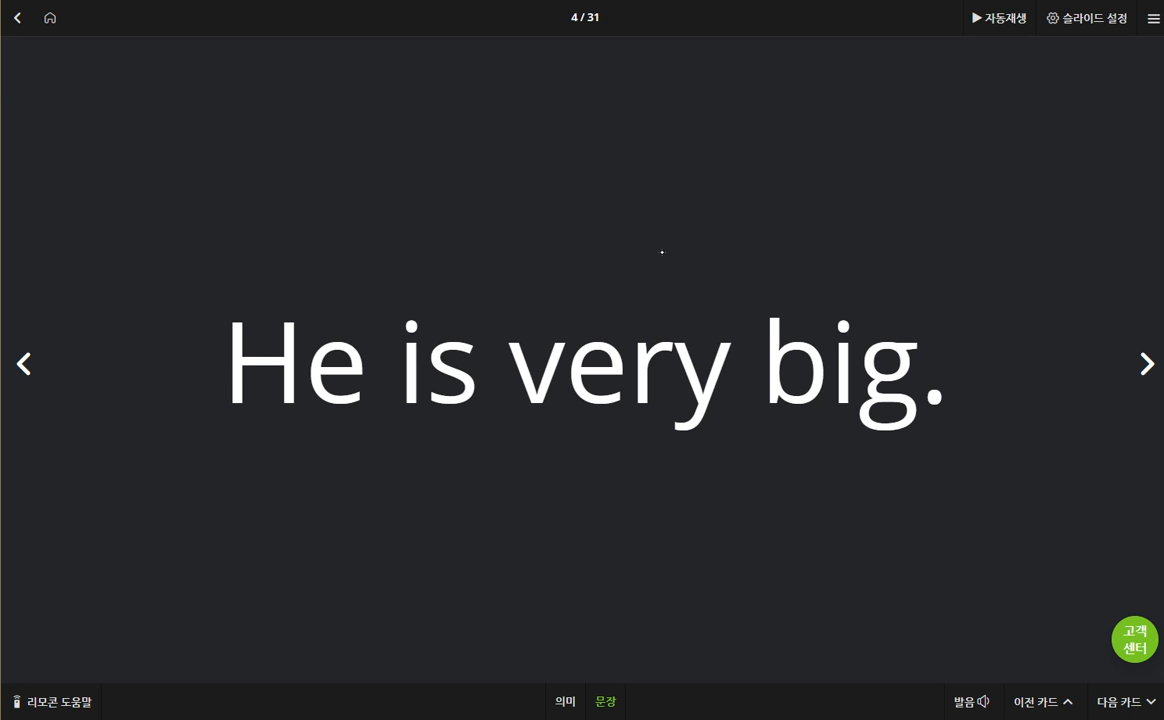 4 / 31
자동재생
슬라이드 설정
He is very big.
고객
센터
리모콘 도움말
의미
문장
발음
이전 카드
다음 카드